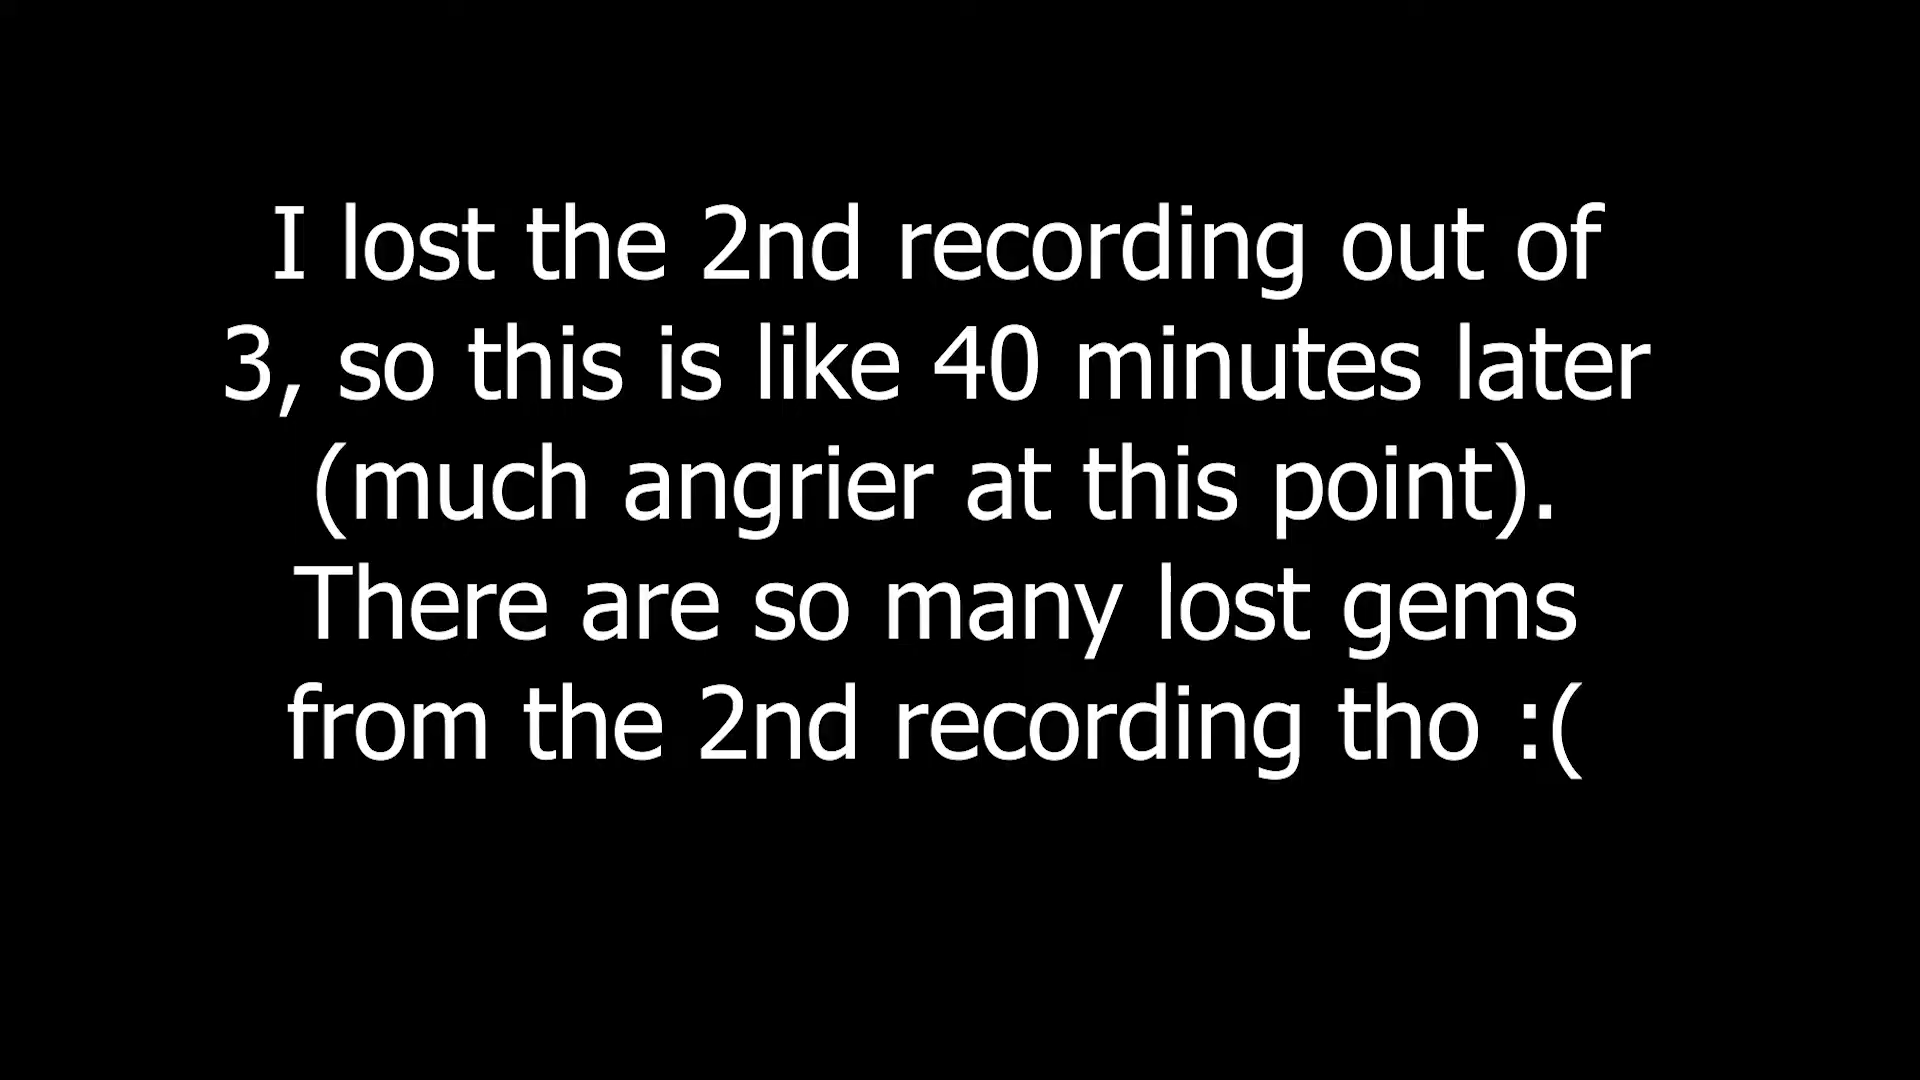 I lost the 2nd recording out of
3, so this is like 40 minutes later
(much angrier at this point).
There are so many lost gems
from the 2nd recording tho :(